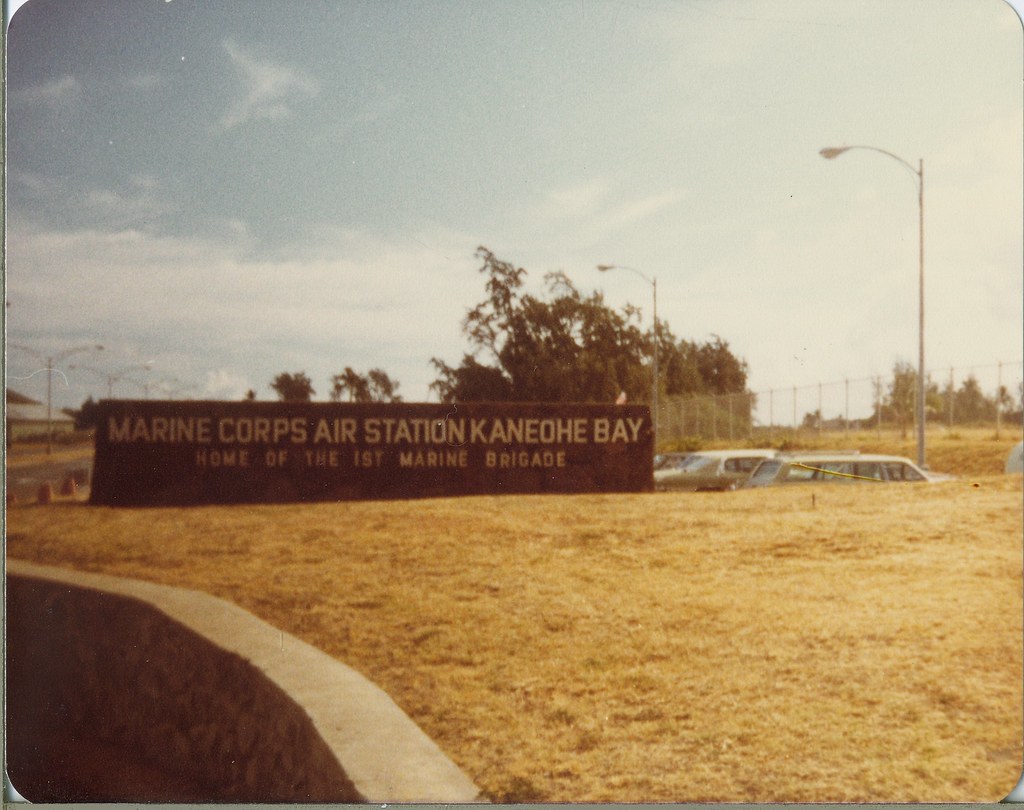 MARINE CORPS AIR STATION KANEOHE BAY
HOME OF THE 1ST MARINE BRIGADE